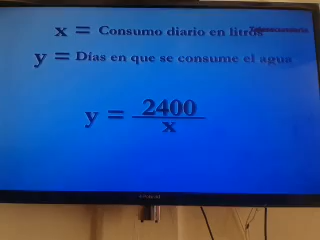 x = Consumo diario en litros
y = Días en que se consume el agua
y = 2400
x